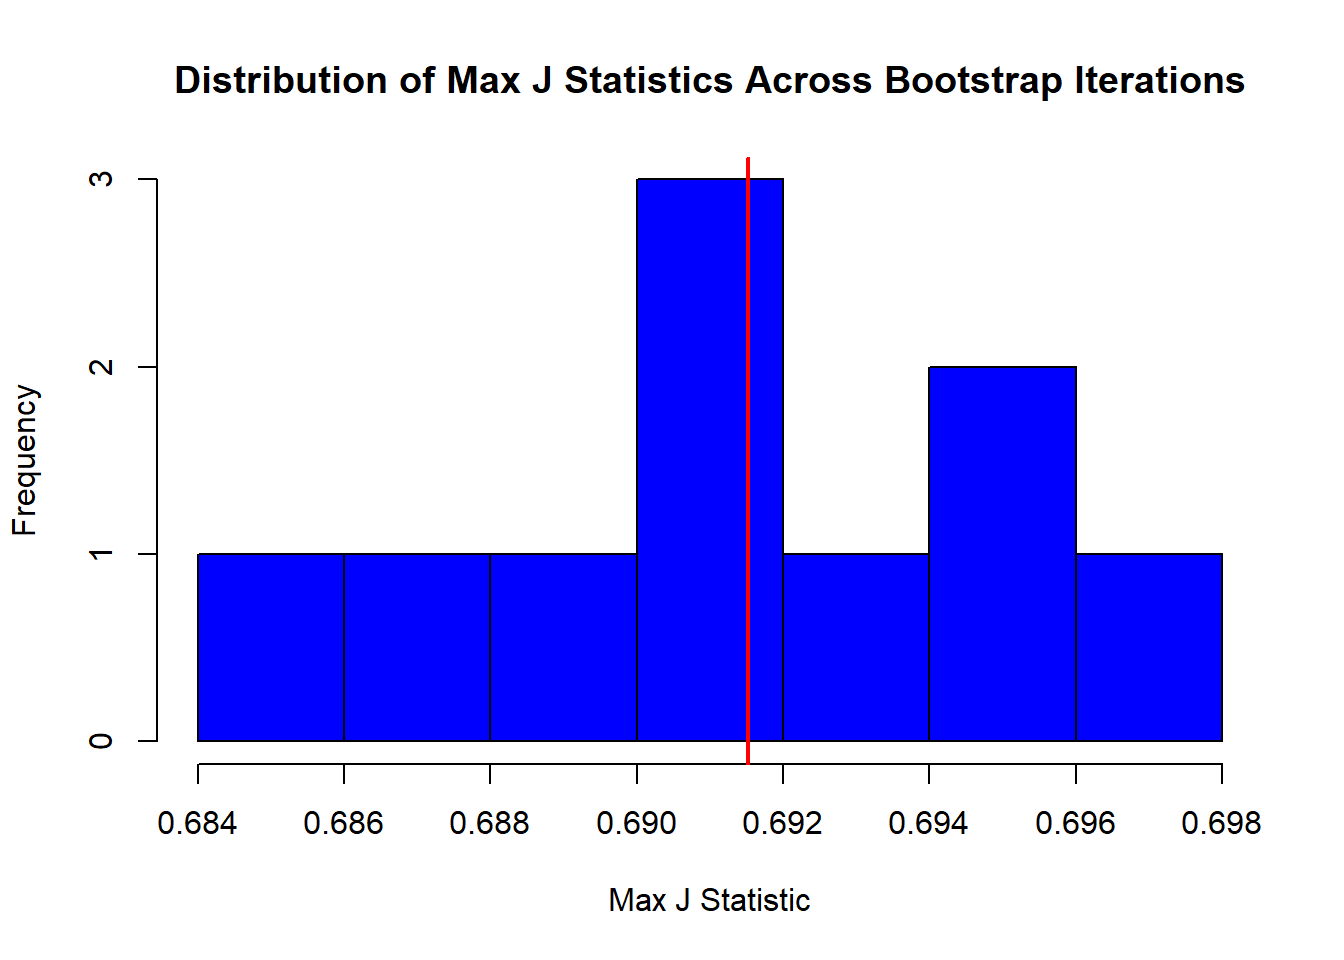 Distribution of Max J Statistics Across Bootstrap Iterations
Frequency
3
2
1
0
0.684 0.686 0.688 0.690 0.692 0.694 0.696 0.698
Max J Statistic